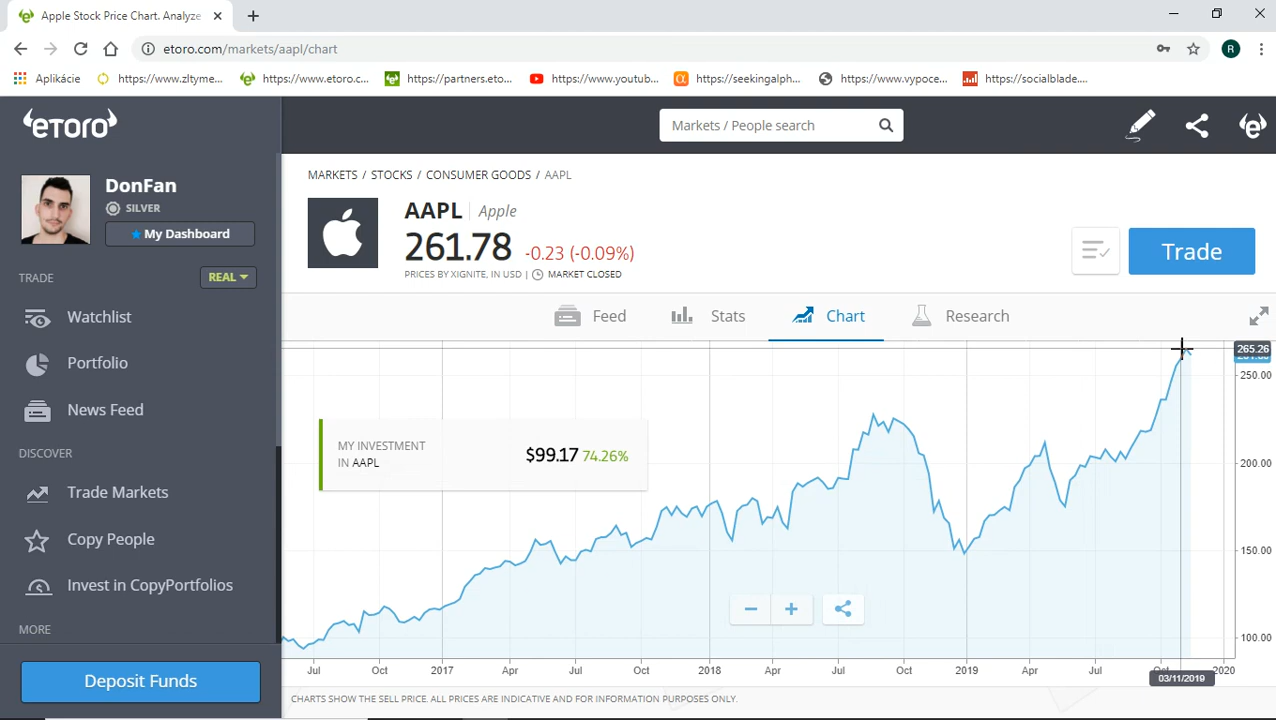 Apple Stock Price Chart. Analyze
etoro.com/markets/aapl/chart
R
Aplikácie
https://www.zltyme...
https://www.etoro.c...
https://partners.eto...
https://www.youtub...
https://seekingalph...
https://www.vypoce...
https://socialblade....
etoro
Markets / People search
DonFan
SILVER
My Dashboard
TRADE
REAL
Watchlist
Portfolio
News Feed
DISCOVER
Trade Markets
Copy People
Invest in CopyPortfolios
MORE
Deposit Funds
MARKETS / STOCKS / CONSUMER GOODS / AAPL
AAPL Apple
261.78 -0.23 (-0.09%)
PRICES BY XIGNITE, IN USD | MARKET CLOSED
Trade
Feed
Stats
Chart
Research
MY INVESTMENT
IN AAPL
$99.17 74.26%
265.26
250.00
200.00
150.00
100.00
Jul Oct 2017 Apr Jul Oct 2018 Apr Jul Oct 2019 Apr Jul Oct 2020
03/11/2019
CHARTS SHOW THE SELL PRICE. ALL PRICES ARE INDICATIVE AND FOR INFORMATION PURPOSES ONLY.